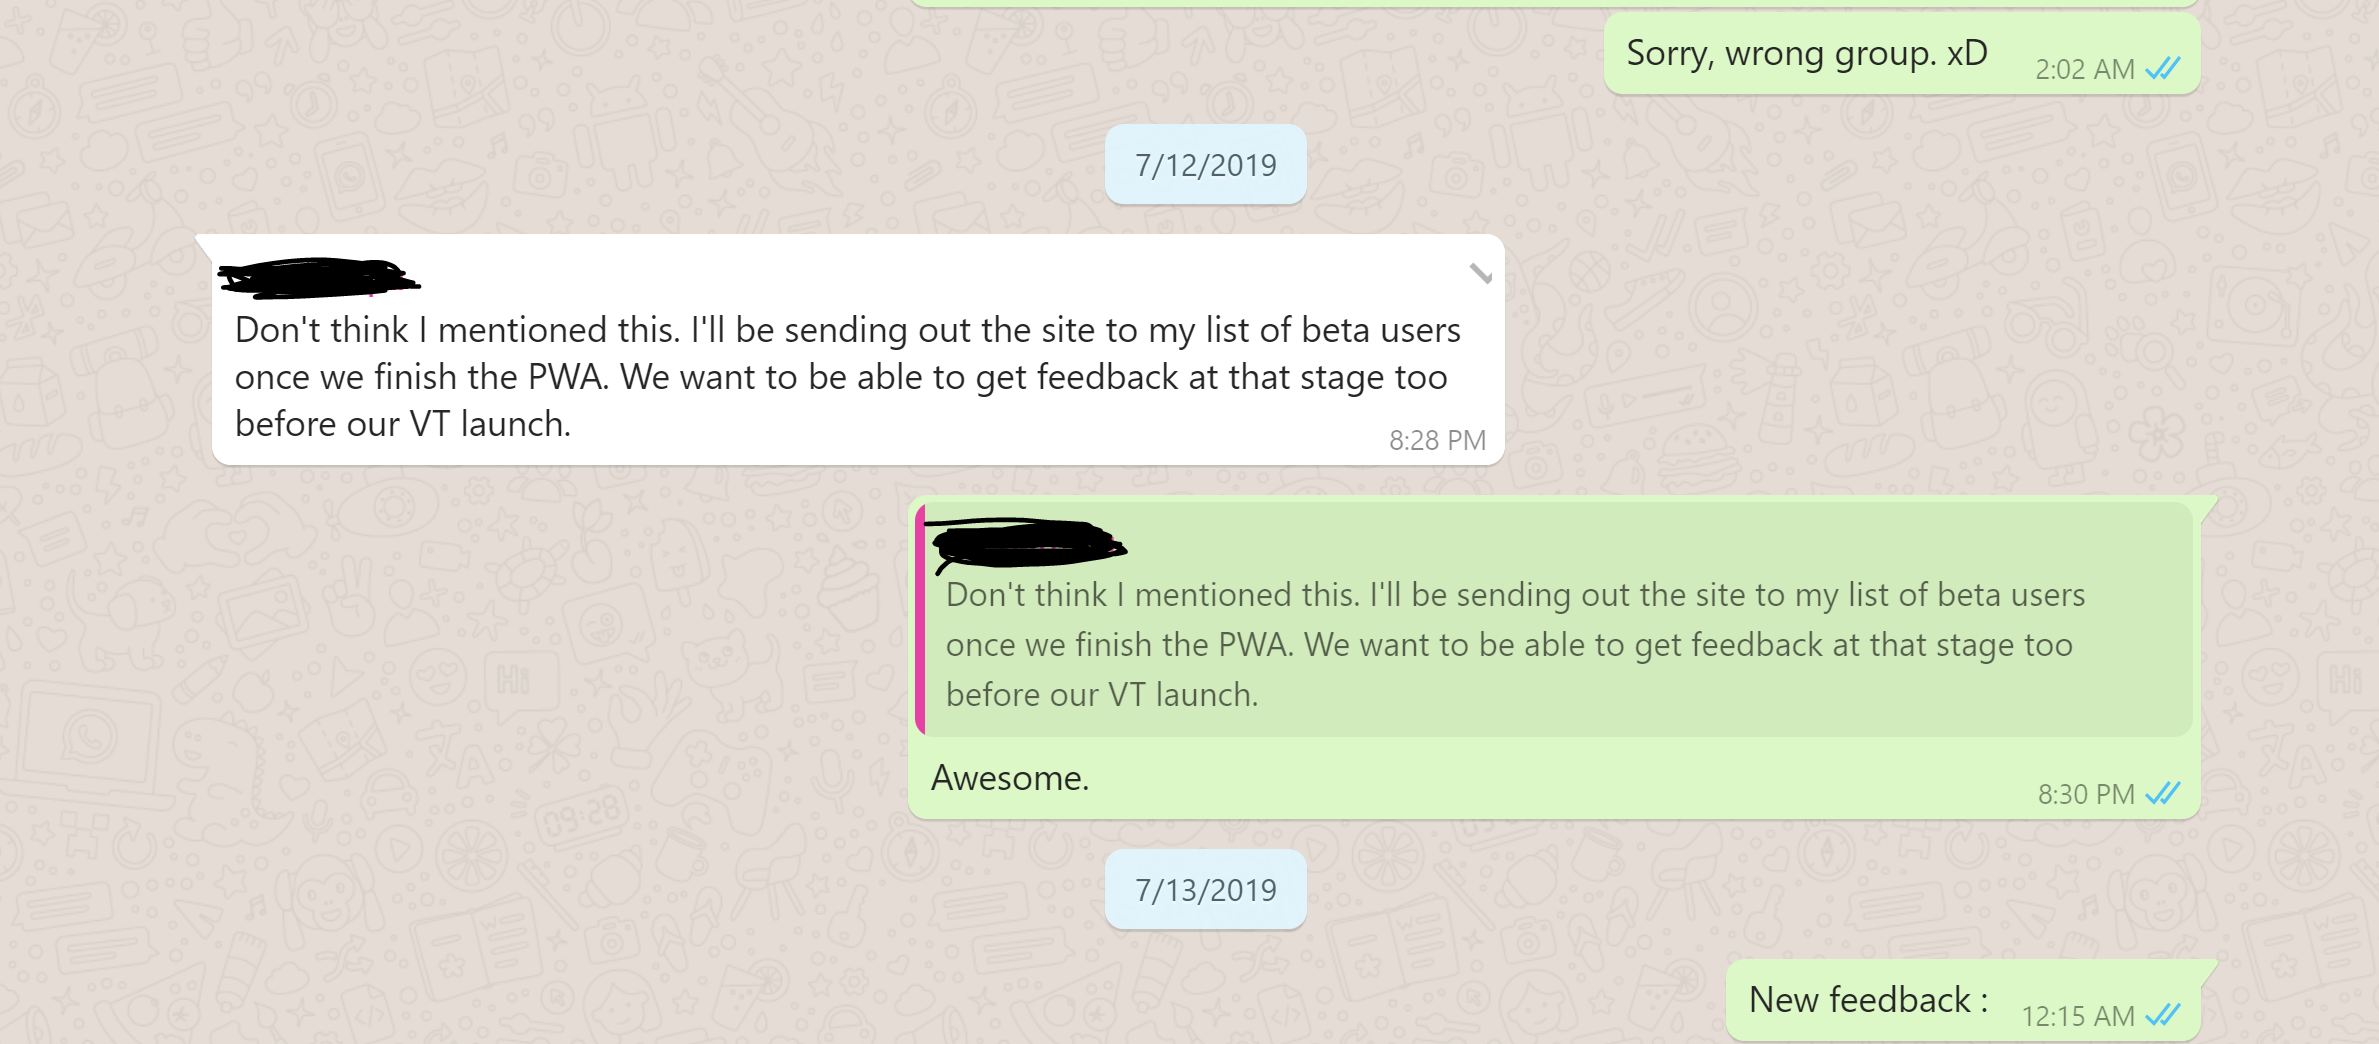 Sorry, wrong group. xD
2:02 AM
7/12/2019
Don't think I mentioned this. I'll be sending out the site to my list of beta users
once we finish the PWA. We want to be able to get feedback at that stage too
before our VT launch.
8:28 PM
Don't think I mentioned this. I'll be sending out the site to my list of beta users
once we finish the PWA. We want to be able to get feedback at that stage too
before our VT launch.
Awesome.
8:30 PM
7/13/2019
New feedback :
12:15 AM